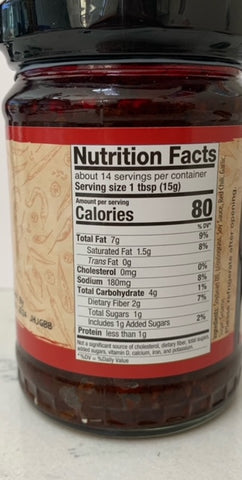 Nutrition Facts
about 14 servings per container
Serving size 1 tbsp (15g)
Amount per serving
Calories 80
% DV*
Total Fat 7g 9%
Saturated Fat 1.5g 8%
Trans Fat 0g
Cholesterol 0mg 0%
Sodium 180mg 8%
Total Carbohydrate 4g 1%
Dietary Fiber 2g 7%
Total Sugars 1g
Includes 1g Added Sugars 2%
Protein less than 1g
Not a significant source of cholesterol, dietary fiber, total sugars,
added sugars, vitamin D, calcium, iron, and potassium.
*%DV = %Daily Value
after opening.